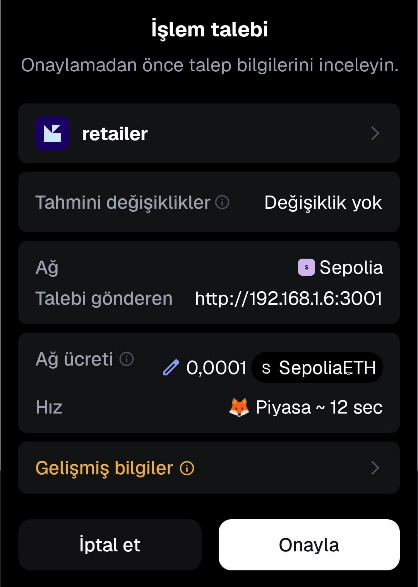 İşlem talebi
Onaylamadan önce talep bilgilerini inceleyin.
retailer
Tahmini değişiklikler Değişiklik yok
Ağ S Sepolia
Talebi gönderen http://192.168.1.6:3001
Ağ ücreti 0,0001 S SepoliaETH
Hız Piyasa ~ 12 sec
Gelişmiş bilgiler
İptal et Onayla